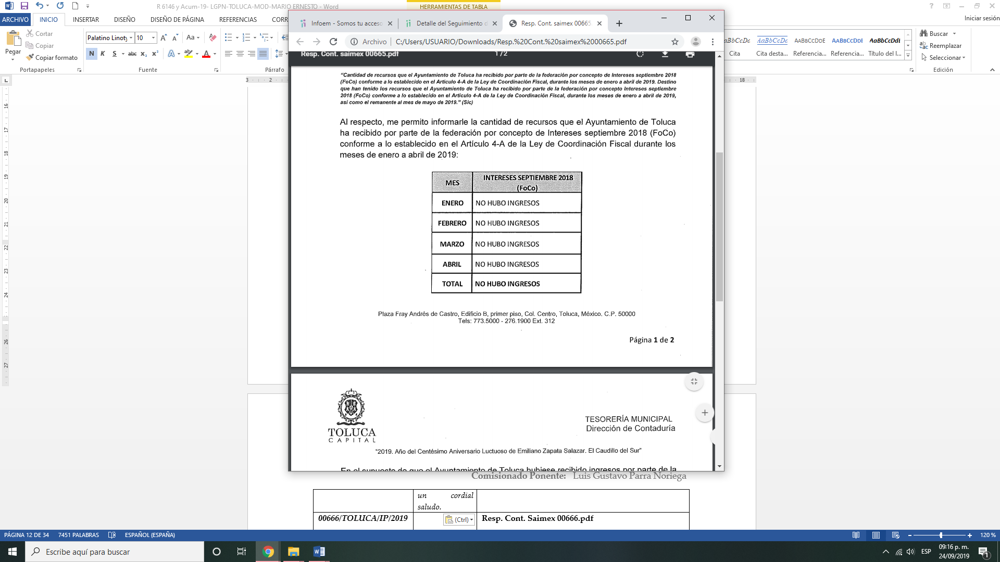 R 6146 y Acum-19- LGPN-TOLUCA-MOD-MARIO ERNESTO - Word
HERRAMIENTAS DE TABLA
ARCHIVO INICIO INSERTAR DISEÑO DISEÑO DE PÁGINA REFERENCIAS CORR
Iniciar sesión
Pegar
Cortar
Copiar
Copiar formato
Portapapeles
Palatino Linoty 10
Fuente
Párrafo
AaBbCcDc AaBbCcDc AABBCCDDE AABBCCDDE AaBbCcDdE
Cita Cita desta... Referencia... Referencia... Título del l...
Buscar
Reemplazar
Seleccionar
Edición
Infoem - Somos tu acceso
Detalle del Seguimiento d
Resp. Cont. saimex 00665
Archivo C:/Users/USUARIO/Downloads/Resp.%20Cont.%20saimex%2000665.pdf
Resp. Cont. saimex 00665.pdf 1 / 2
“Cantidad de recursos que el Ayuntamiento de Toluca ha recibido por parte de la federación por concepto de Intereses septiembre 2018
(FoCo) conforme a lo establecido en el Artículo 4-A de la Ley de Coordinación Fiscal, durante los meses de enero a abril de 2019. Destino
que han tenido los recursos que el Ayuntamiento de Toluca ha recibido por parte de la federación por concepto Intereses septiembre
2018 (FoCo) conforme a lo establecido en el Artículo 4-A de la Ley de Coordinación Fiscal, durante los meses de enero a abril de 2019,
así como el remanente al mes de mayo de 2019.” (Sic)
Al respecto, me permito informarle la cantidad de recursos que el Ayuntamiento de Toluca
ha recibido por parte de la federación por concepto de Intereses septiembre 2018 (FoCo)
conforme a lo establecido en el Artículo 4-A de la Ley de Coordinación Fiscal durante los
meses de enero a abril de 2019:
MES INTERESES SEPTIEMBRE 2018 (FoCo)
ENERO NO HUBO INGRESOS
FEBRERO NO HUBO INGRESOS
MARZO NO HUBO INGRESOS
ABRIL NO HUBO INGRESOS
TOTAL NO HUBO INGRESOS
Plaza Fray Andrés de Castro, Edificio B, primer piso, Col. Centro, Toluca, México. C.P. 50000
Tels: 773.5000 - 276.1900 Ext. 312
Página 1 de 2
TOLUCA
CAPITAL
TESORERÍA MUNICIPAL
Dirección de Contaduría
“2019. Año del Centésimo Aniversario Luctuoso de Emiliano Zapata Salazar. El Caudillo del Sur”
En el supuesto de que el Ayuntamiento de Toluca hubiese recibido ingresos por parte de la
Comisionado Ponente: Luis Gustavo Parra Noriega
un cordial
saludo.
00666/TOLUCA/IP/2019 (Ctrl) Resp. Cont. Saimex 00666.pdf
PÁGINA 12 DE 34 7451 PALABRAS ESPAÑOL (ESPAÑA) 120 %
Escribe aquí para buscar
ESP
09:16 p. m.
24/09/2019